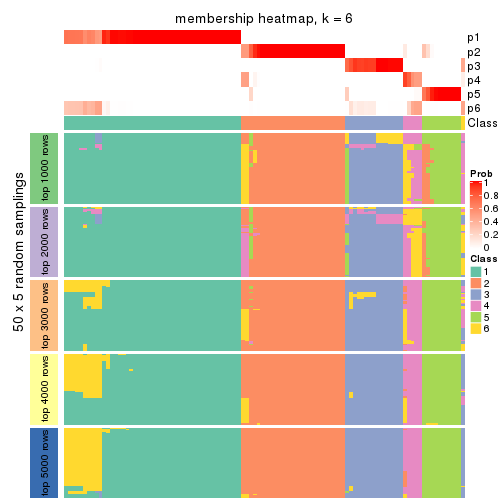 membership heatmap, k = 6
p1
p2
p3
p4
p5
p6
Class
50 x 5 random samplings
top 1000 rows
top 2000 rows
top 3000 rows
top 4000 rows
top 5000 rows
Prob
1
0.8
0.6
0.4
0.2
0
Class
1
2
3
4
5
6